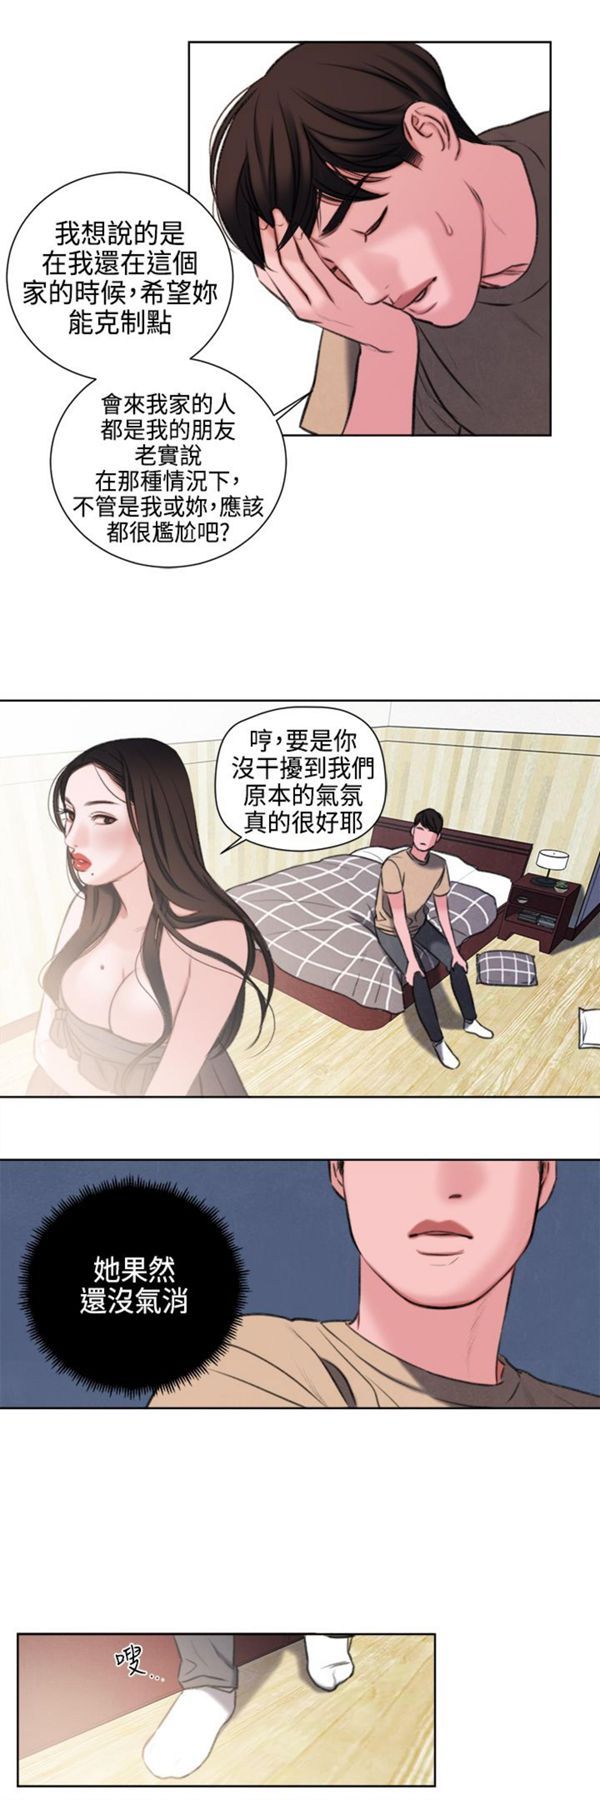 我想說的是
在我還在這個
家的時候,希望妳
能克制點
會來我家的人
都是我的朋友
老實說
在那種情況下,
不管是我或妳,應該
都很尷尬吧?
哼,要是你
沒干擾到我們
原本的氣氛
真的很好耶
她果然
還沒氣消
嗖…